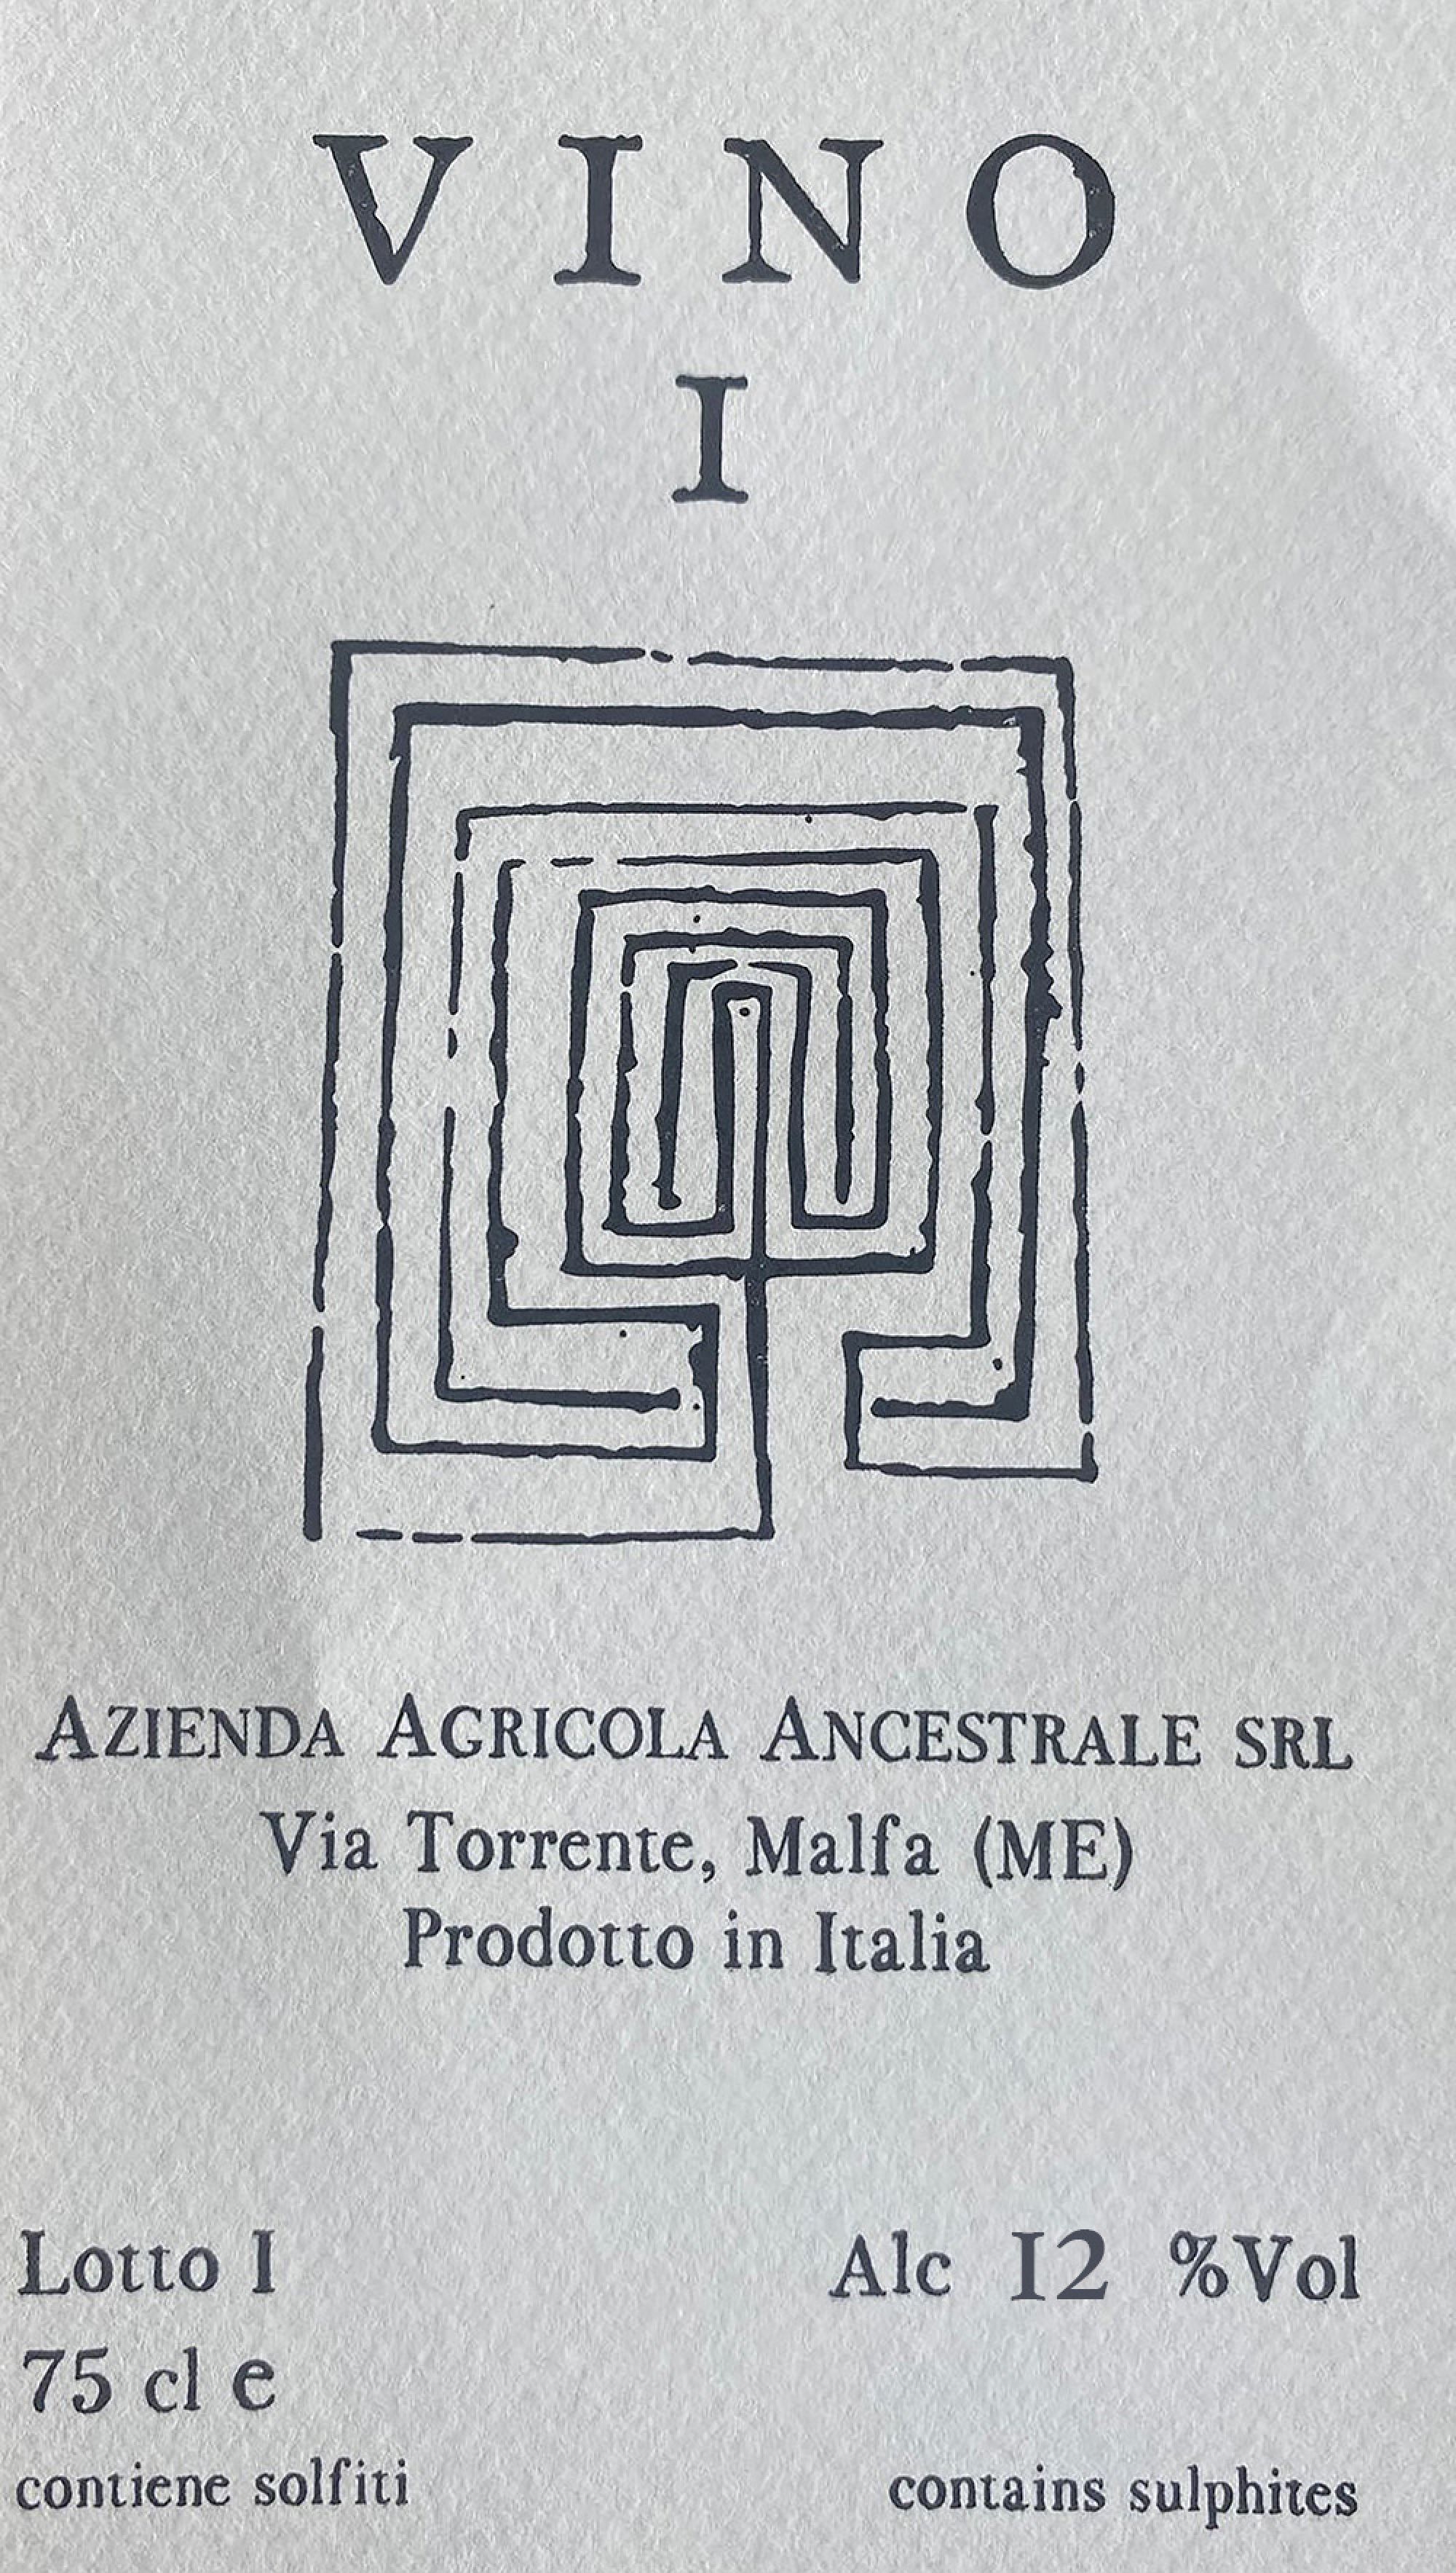 VINO
I
AZIENDA AGRICOLA ANCESTRALE SRL
Via Torrente, Malfa (ME)
Prodotto in Italia
Lotto I
Alc 12 %Vol
75 cl e
contiene solfiti
contains sulphites